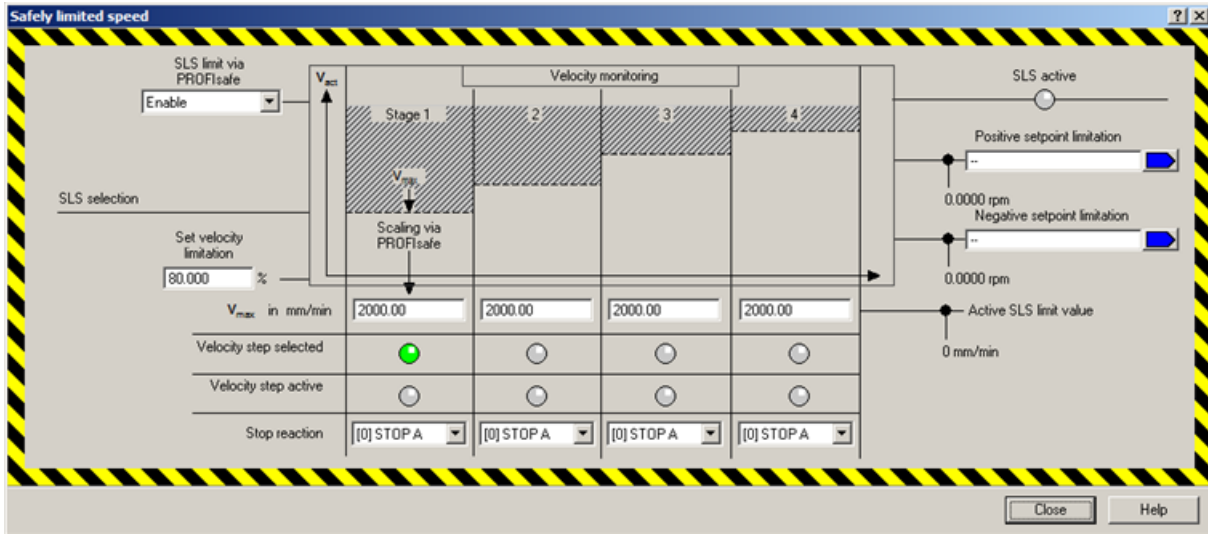 Safely limited speed
SLS limit via
PROFIsafe
Enable
Vact
Velocity monitoring
SLS active
Stage 1
2
3
4
Positive setpoint limitation
--
0.0000 rpm
Vmax
SLS selection
Scaling via
PROFIsafe
Negative setpoint limitation
--
0.0000 rpm
Set velocity
limitation
80.000 %
Vmax in mm/min
2000.00
2000.00
2000.00
2000.00
Active SLS limit value
0 mm/min
Velocity step selected
Velocity step active
Stop reaction
[0] STOP A
[0] STOP A
[0] STOP A
[0] STOP A
Close
Help